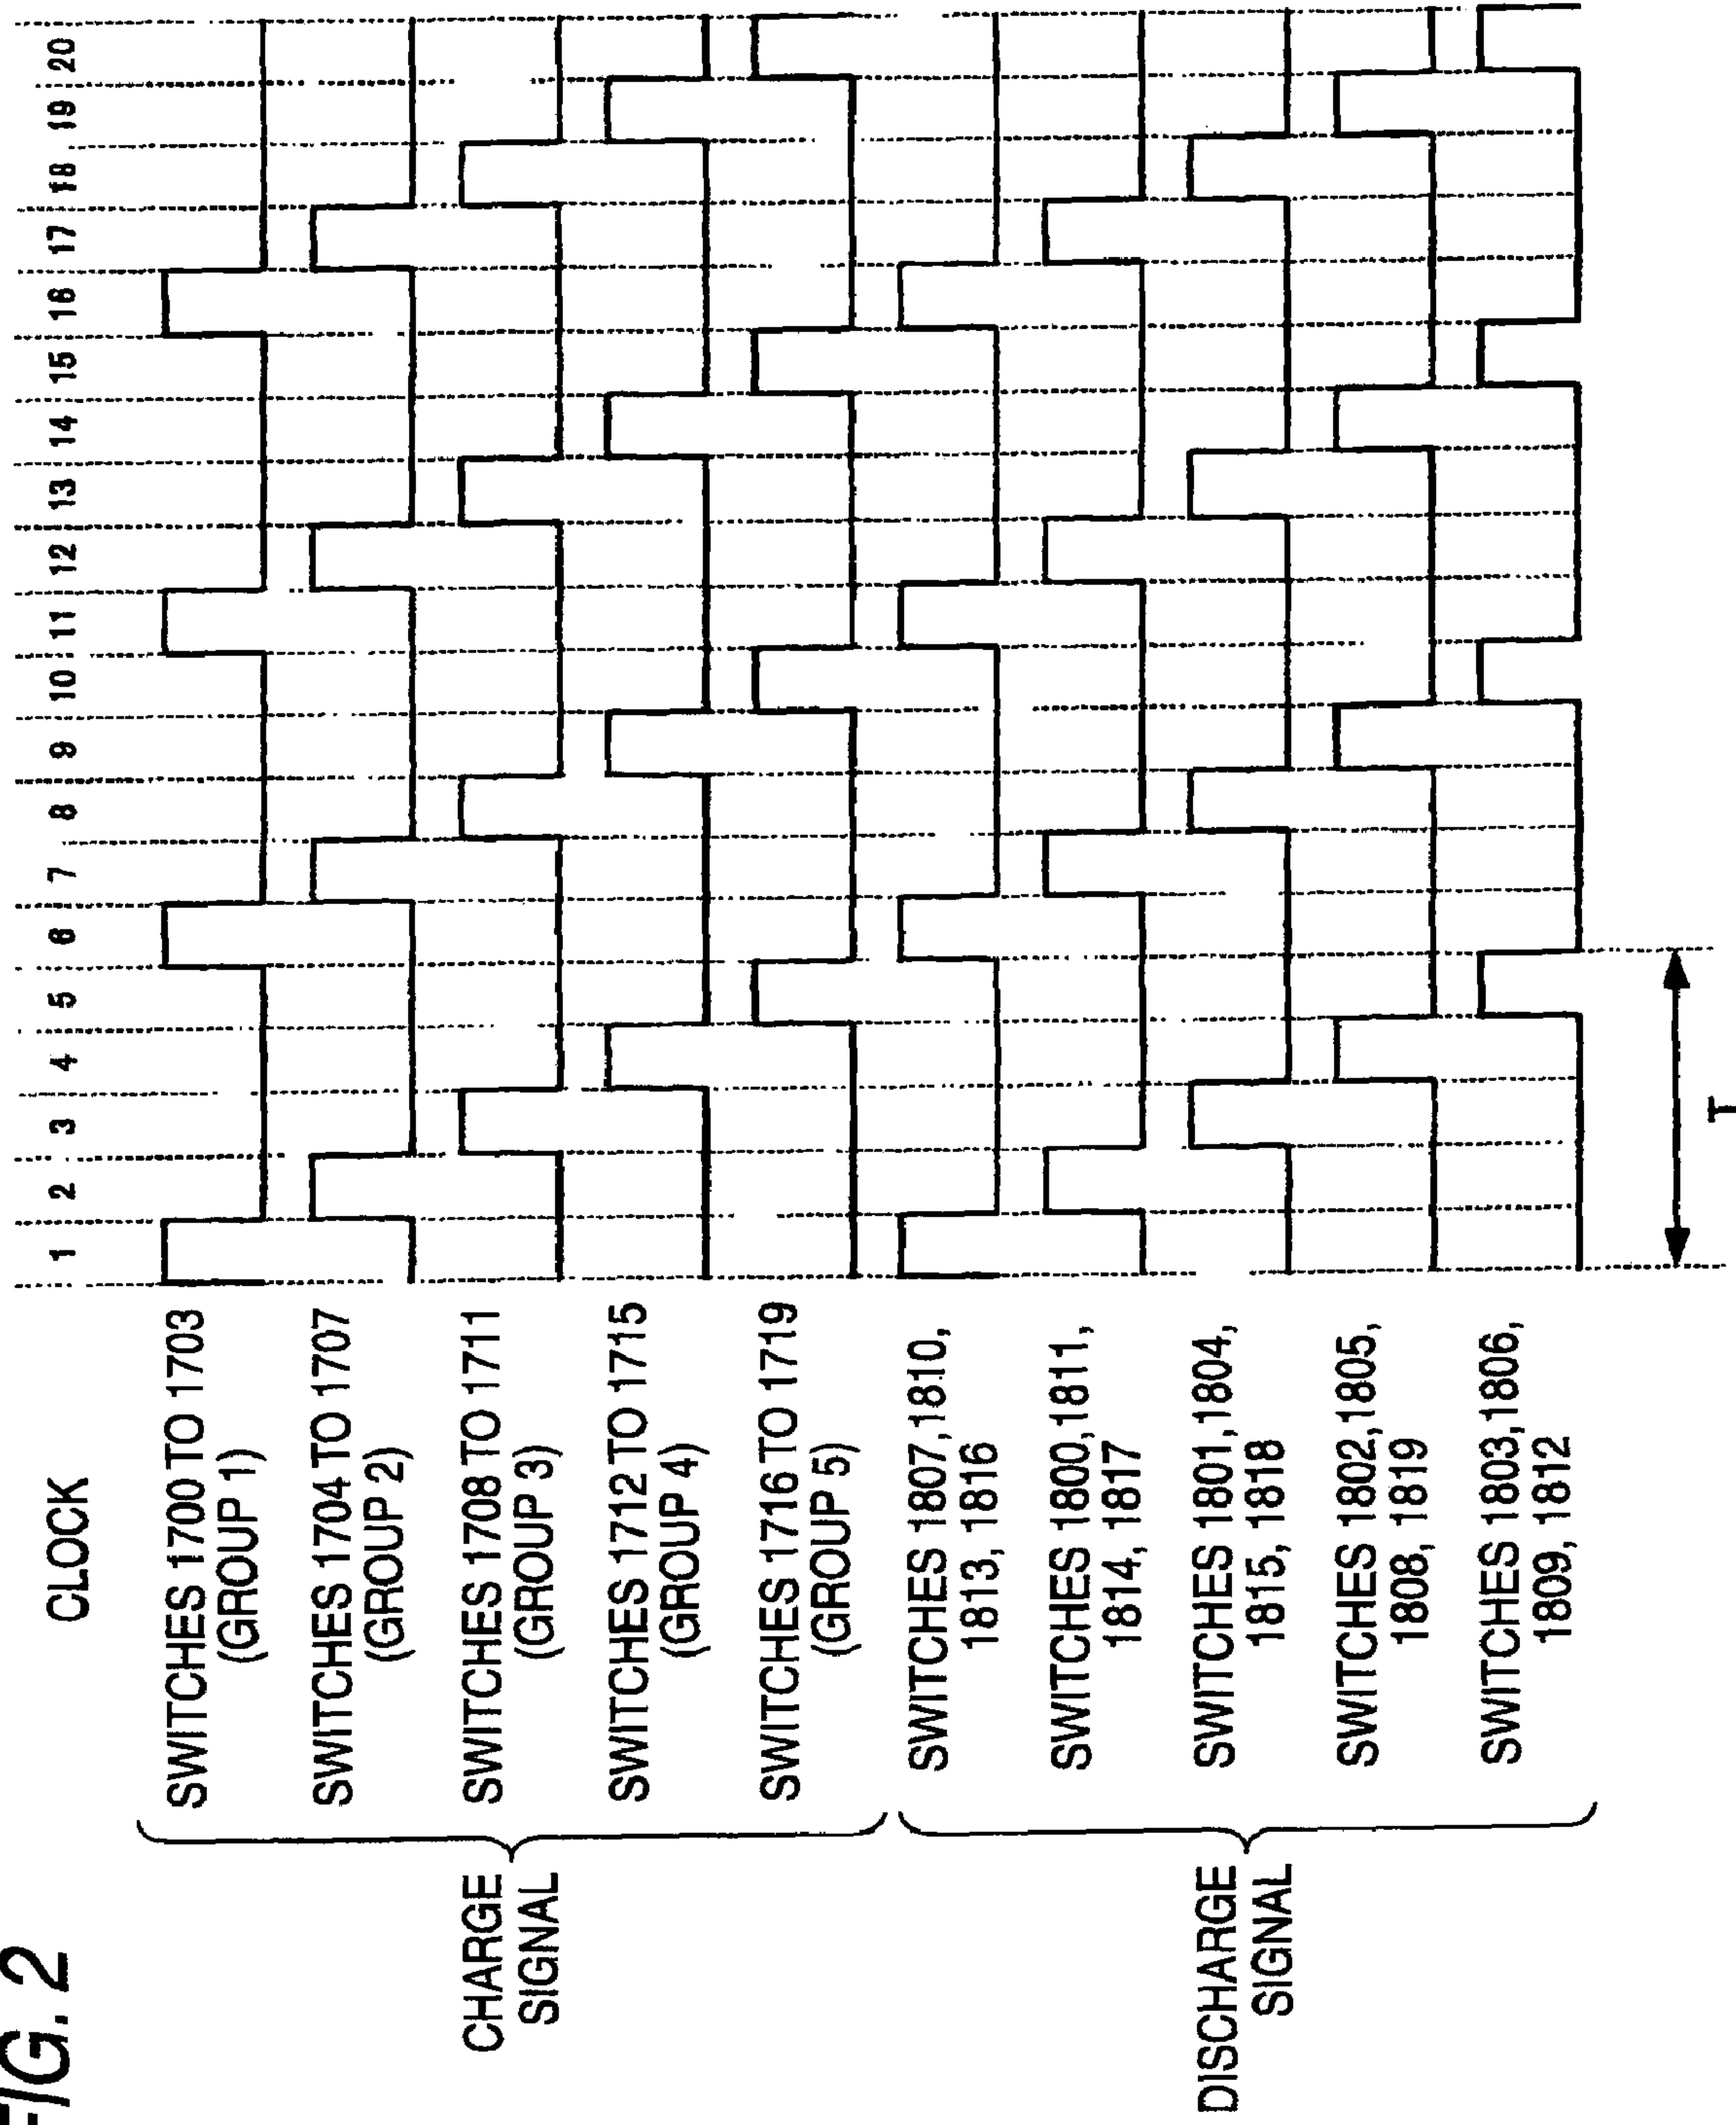 FIG. 2
CLOCK
1 2 3 4 5 6 7 8 9 10 11 12 13 14 15 16 17 18 19 20
CHARGE
SIGNAL
SWITCHES 1700 TO 1703
(GROUP 1)
SWITCHES 1704 TO 1707
(GROUP 2)
SWITCHES 1708 TO 1711
(GROUP 3)
SWITCHES 1712 TO 1715
(GROUP 4)
SWITCHES 1716 TO 1719
(GROUP 5)
DISCHARGE
SIGNAL
SWITCHES 1807,1810,
1813, 1816
SWITCHES 1800,1811,
1814, 1817
SWITCHES 1801,1804,
1815, 1818
SWITCHES 1802,1805,
1808, 1819
SWITCHES 1803,1806,
1809, 1812
T